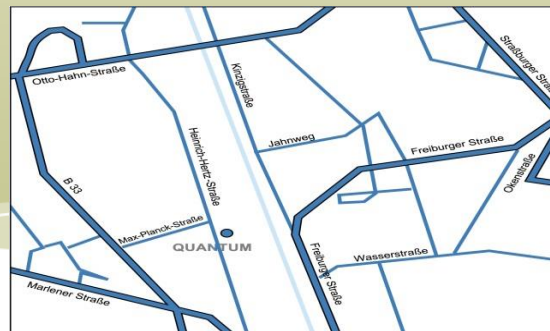 Straßburger Straße
Otto-Hahn-Straße
Kinzigstraße
Heinrich-Hertz-Straße
Jahnweg
Freiburger Straße
Okenstraße
B 33
Max-Planck-Straße
QUANTUM
Freiburger Straße
Wasserstraße
Marlener Straße